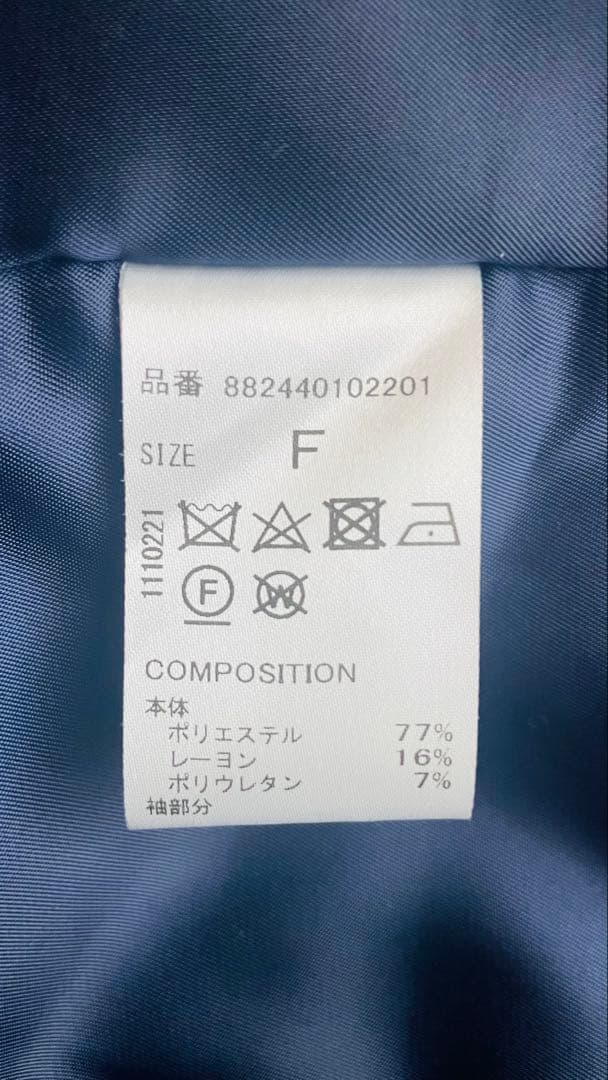 品番 882440102201
SIZE F
1110221
F
W
COMPOSITION
本体
ポリエステル 77%
レーヨン 16%
ポリウレタン 7%
袖部分